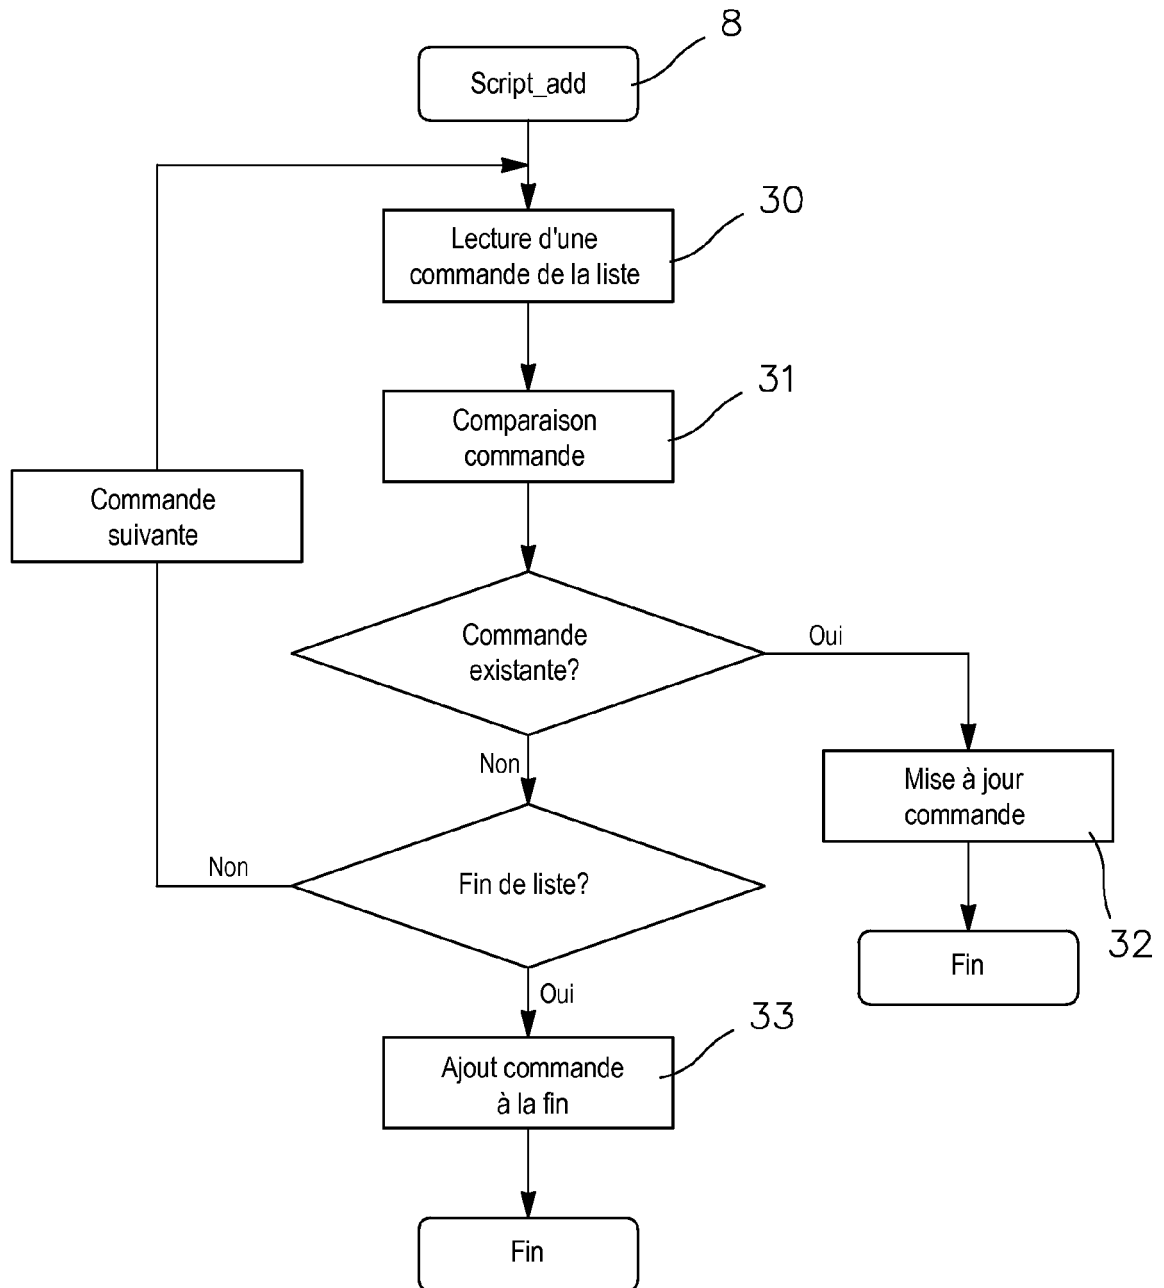 8
Script_add
30
Lecture d'une
commande de la liste
31
Comparaison
commande
Commande
suivante
Commande
existante?
Oui
Non
Mise à jour
commande
32
Non
Fin de liste?
Fin
Oui
33
Ajout commande
à la fin
Fin